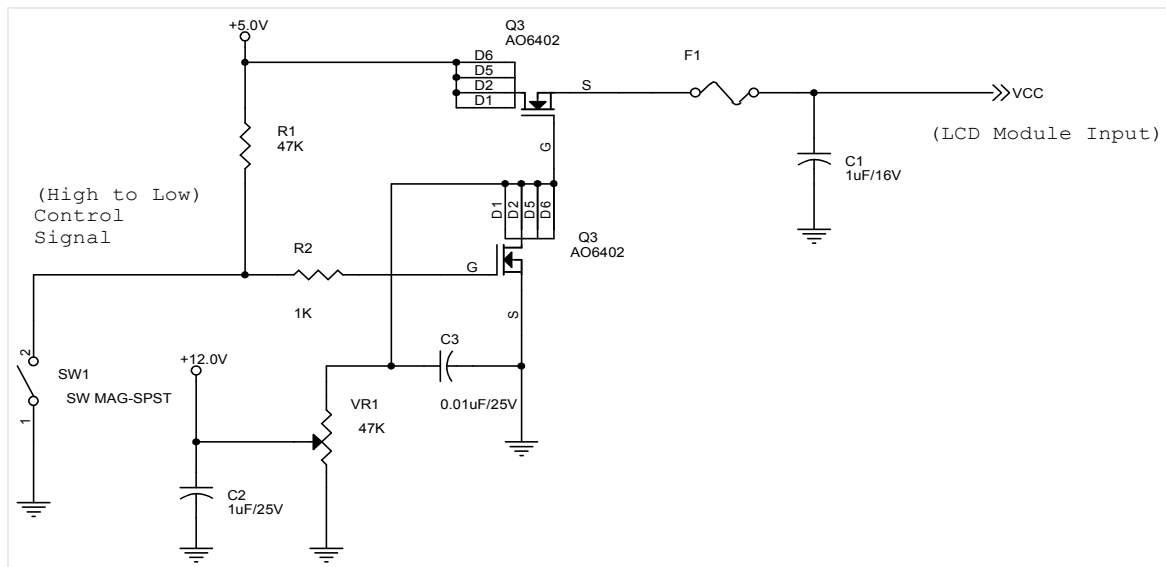 +5.0V
Q3
AO6402
D6
D5
D2
D1
S
G
F1
VCC
(LCD Module Input)
R1
47K
C1
1uF/16V
(High to Low)
Control
Signal
D1
D2
D5
D6
Q3
AO6402
R2
1K
G
S
2
SW1
SW MAG-SPST
1
+12.0V
C3
0.01uF/25V
VR1
47K
C2
1uF/25V